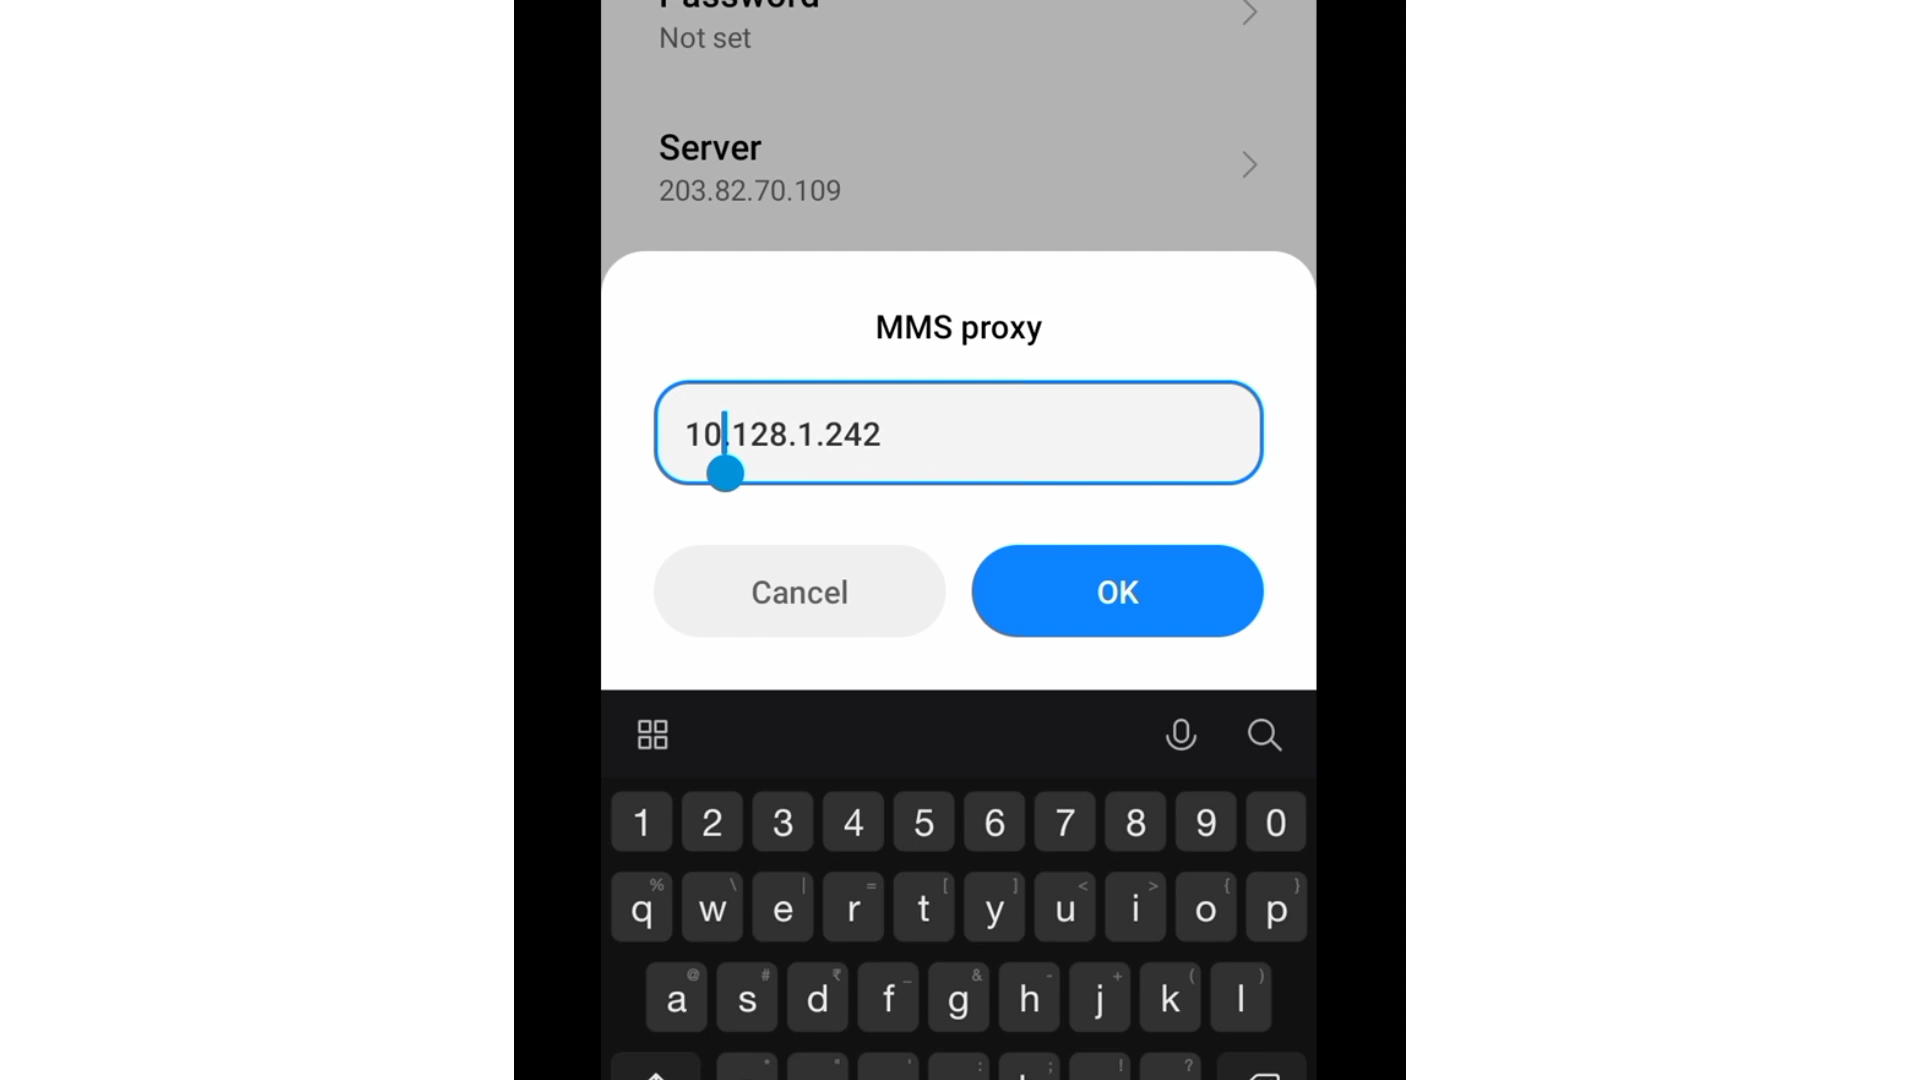 Password
Not set
Server
203.82.70.109
MMS proxy
10.128.1.242
Cancel
OK
1 2 3 4 5 6 7 8 9 0
% \ | = [ ] < > { }
q w e r t y u i o p
@ # ₹ _ & - + ( )
a s d f g h j k l
* " ' : ; ! ?